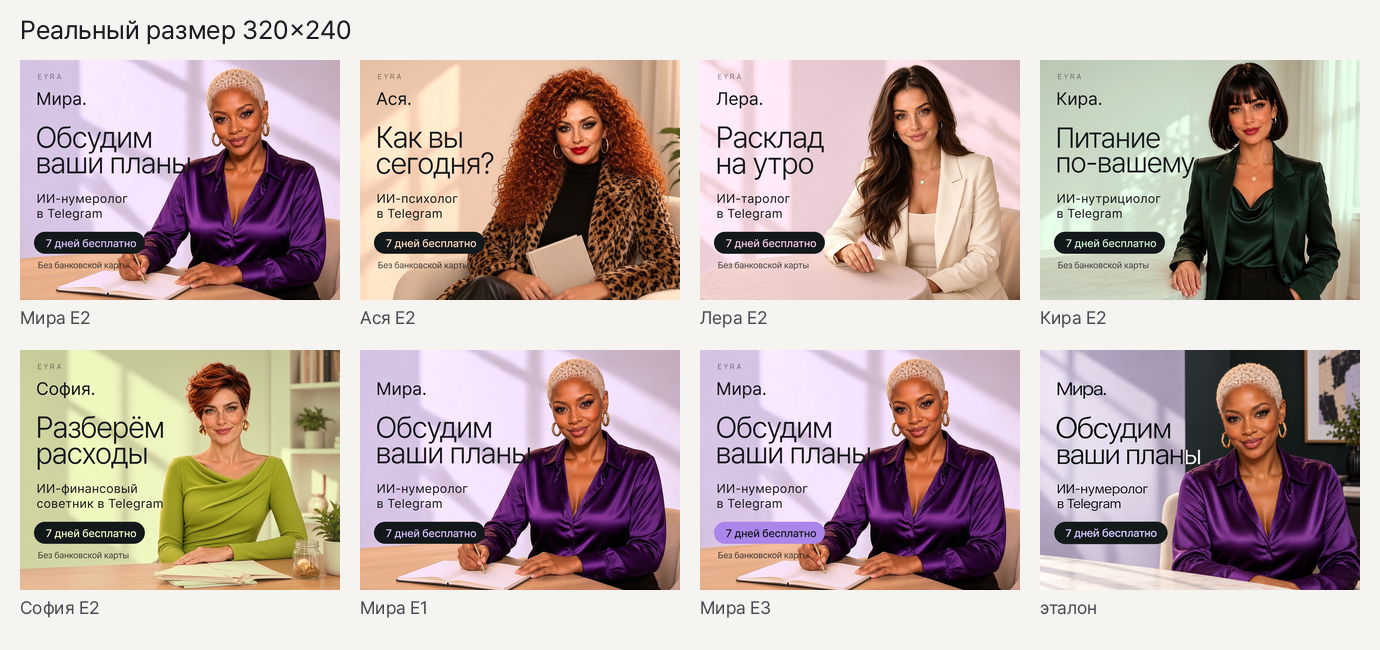 Реальный размер 320×240
EYRA
Мира.
Обсудим
ваши планы
ИИ-нумеролог
в Telegram
7 дней бесплатно
Без банковской карты
Мира E2
EYRA
Ася.
Как вы
сегодня?
ИИ-психолог
в Telegram
7 дней бесплатно
Без банковской карты
Ася E2
EYRA
Лера.
Расклад
на утро
ИИ-таролог
в Telegram
7 дней бесплатно
Без банковской карты
Лера E2
EYRA
Кира.
Питание
по-вашему
ИИ-нутрициолог
в Telegram
7 дней бесплатно
Без банковской карты
Кира E2
EYRA
София.
Разберём
расходы
ИИ-финансовый
советник в Telegram
7 дней бесплатно
Без банковской карты
София E2
Мира.
Обсудим
ваши планы
ИИ-нумеролог
в Telegram
7 дней бесплатно
Мира E1
EYRA
Мира.
Обсудим
ваши планы
ИИ-нумеролог
в Telegram
7 дней бесплатно
Без банковской карты
Мира E3
Мира.
Обсудим
ваши планы
ИИ-нумеролог
в Telegram
7 дней бесплатно
эталон